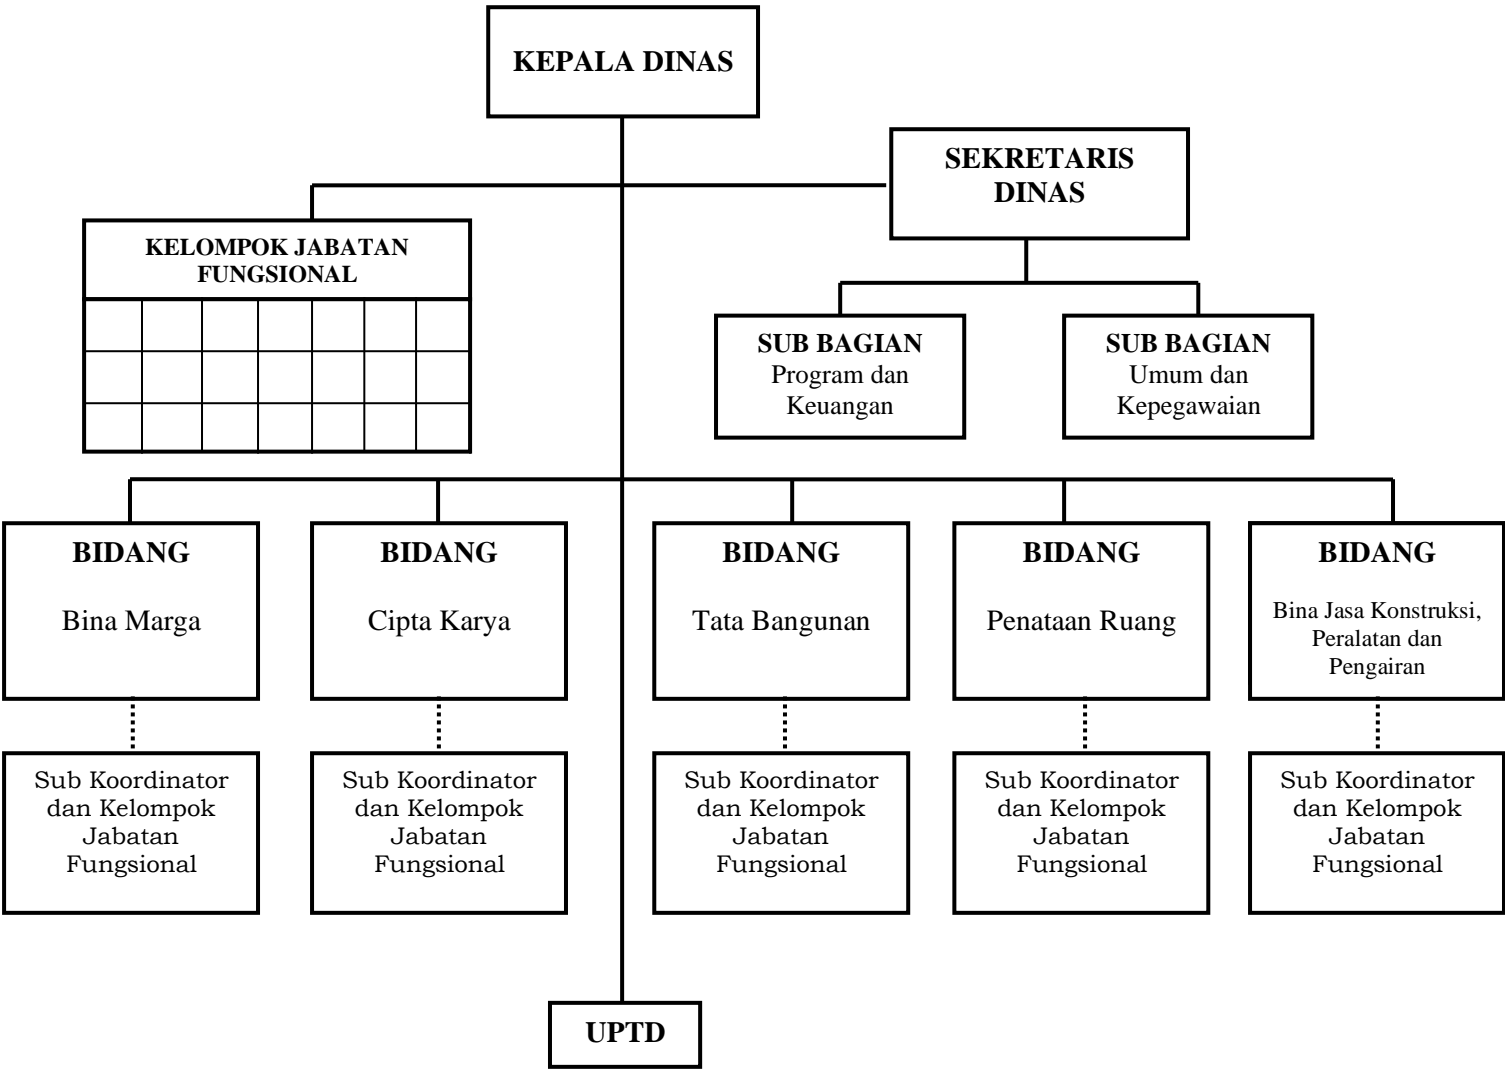 KEPALA DINAS
SEKRETARIS
DINAS
KELOMPOK JABATAN
FUNGSIONAL
SUB BAGIAN
Program dan
Keuangan
SUB BAGIAN
Umum dan
Kepegawaian
BIDANG
Bina Marga
BIDANG
Cipta Karya
BIDANG
Tata Bangunan
BIDANG
Penataan Ruang
BIDANG
Bina Jasa Konstruksi,
Peralatan dan
Pengairan
Sub Koordinator
dan Kelompok
Jabatan
Fungsional
Sub Koordinator
dan Kelompok
Jabatan
Fungsional
Sub Koordinator
dan Kelompok
Jabatan
Fungsional
Sub Koordinator
dan Kelompok
Jabatan
Fungsional
Sub Koordinator
dan Kelompok
Jabatan
Fungsional
UPTD